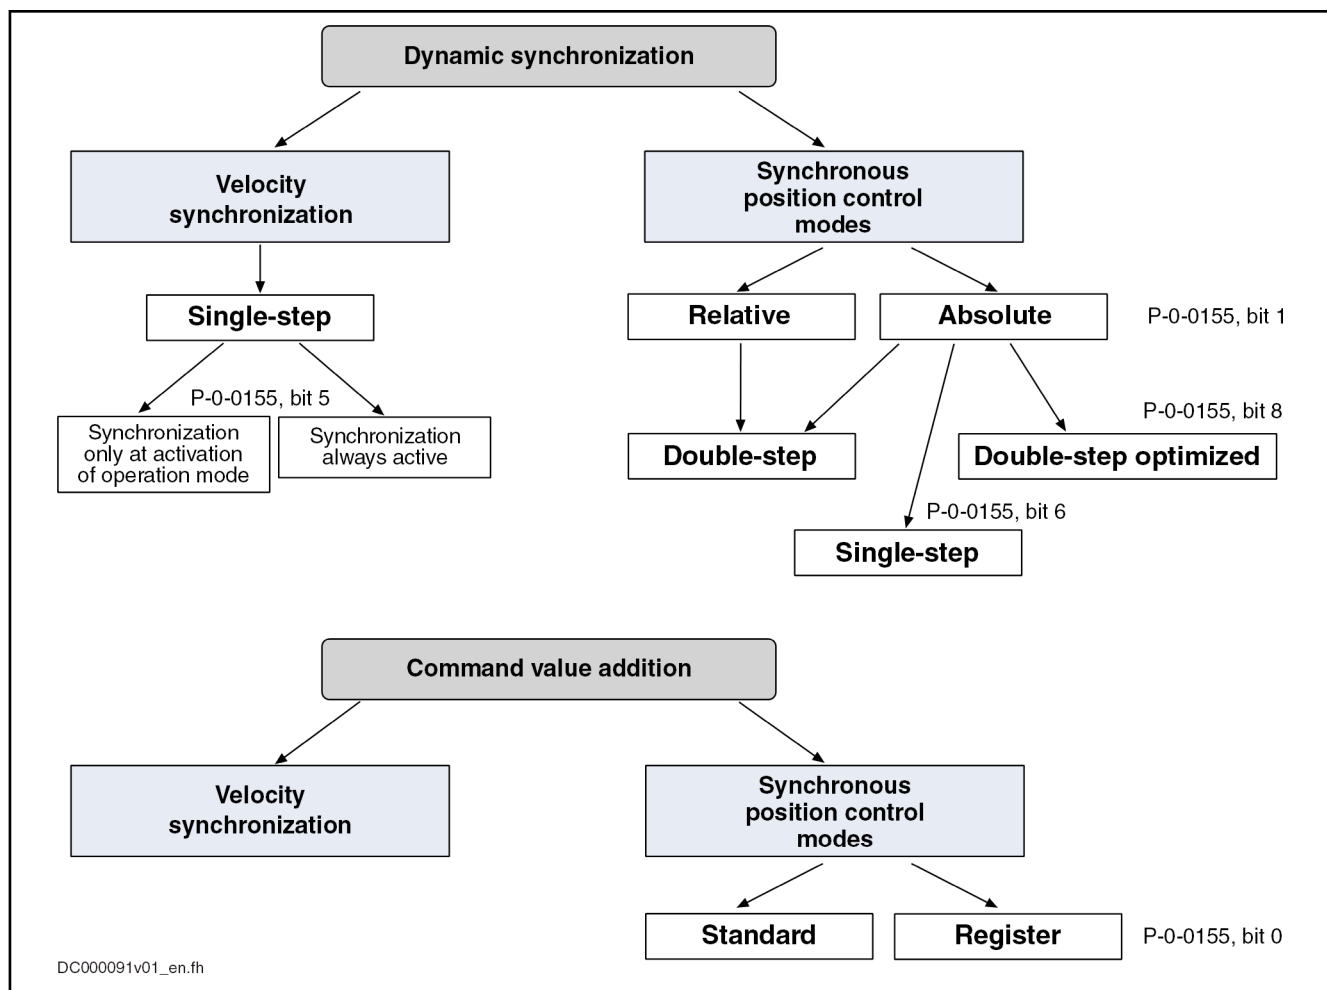 Dynamic synchronization
Velocity
synchronization
Synchronous
position control
modes
Single-step
Relative
Absolute
P-0-0155, bit 1
P-0-0155, bit 5
P-0-0155, bit 8
Synchronization
only at activation
of operation mode
Synchronization
always active
Double-step
Double-step optimized
P-0-0155, bit 6
Single-step
Command value addition
Velocity
synchronization
Synchronous
position control
modes
Standard
Register
P-0-0155, bit 0
DC000091v01_en.fh